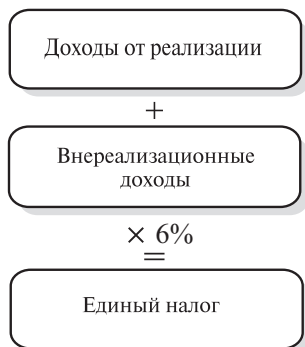 Доходы от реализации
+
Внереализационные
доходы
× 6%
=
Единый налог